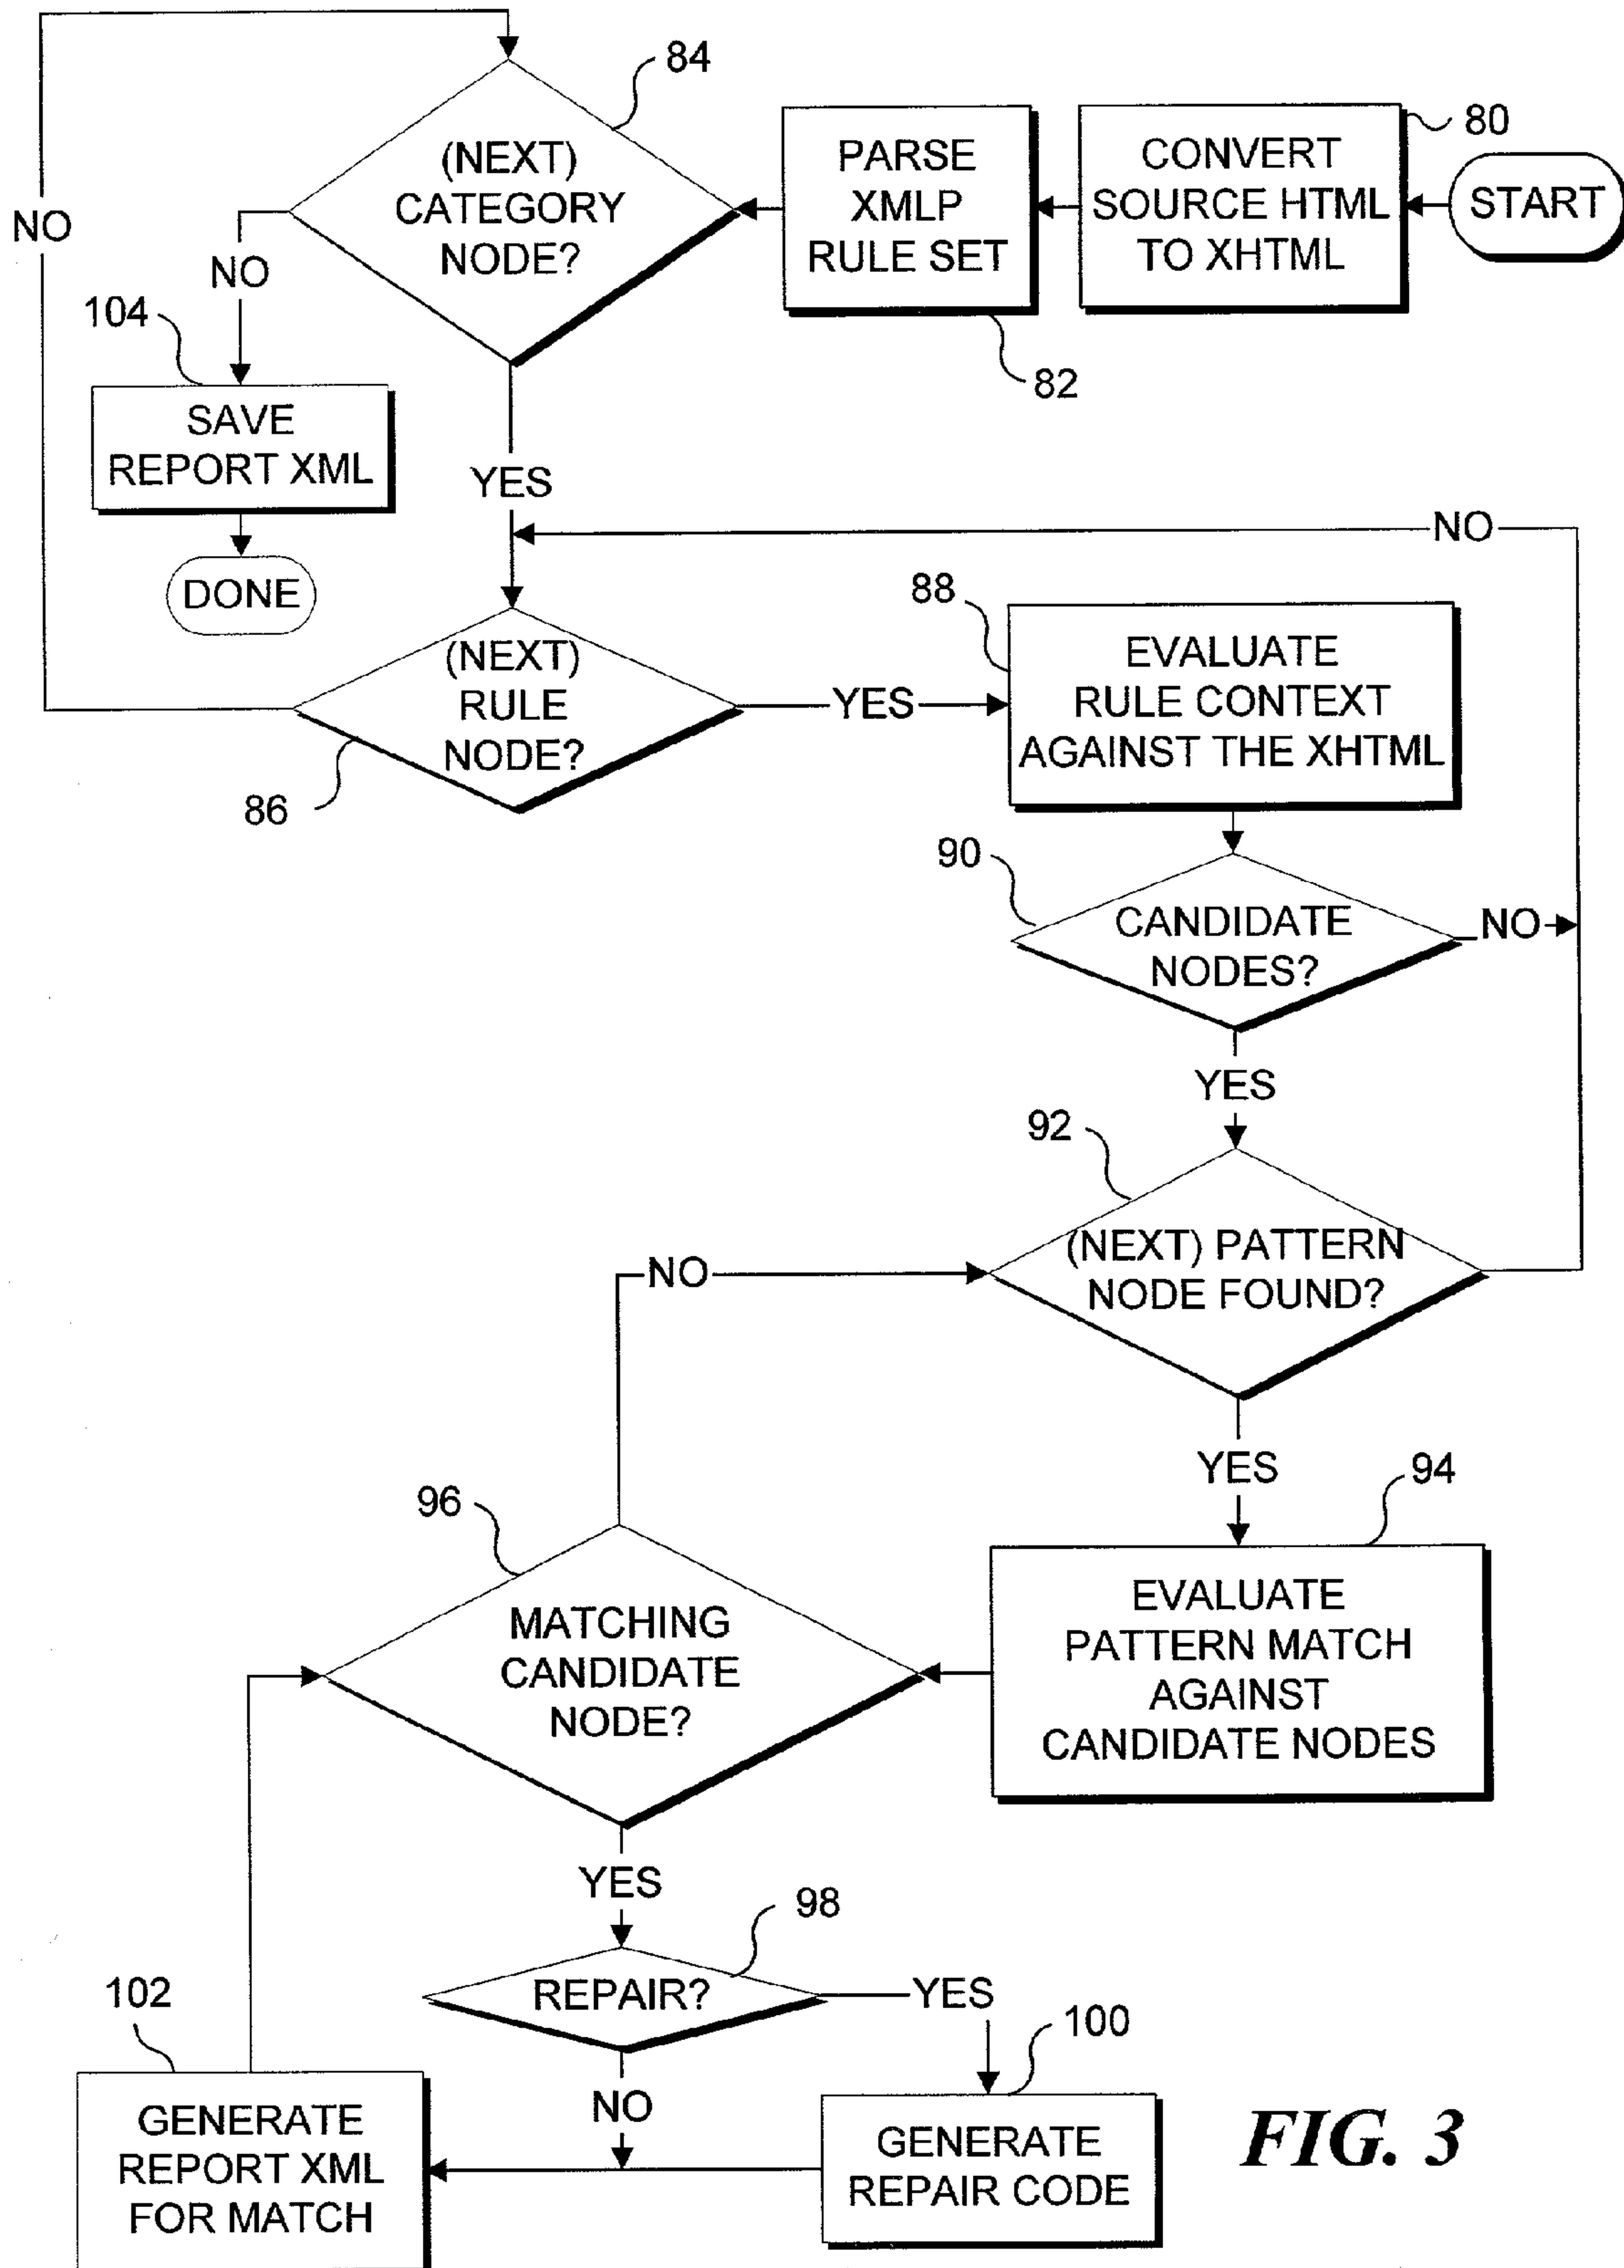 84
80
START
CONVERT
SOURCE HTML
TO XHTML
PARSE
XMLP
RULE SET
82
(NEXT)
CATEGORY
NODE?
NO
NO
104
SAVE
REPORT XML
DONE
YES
NO
(NEXT)
RULE
NODE?
86
YES
88
EVALUATE
RULE CONTEXT
AGAINST THE XHTML
90
CANDIDATE
NODES?
NO
YES
92
(NEXT) PATTERN
NODE FOUND?
NO
YES
94
EVALUATE
PATTERN MATCH
AGAINST
CANDIDATE NODES
96
MATCHING
CANDIDATE
NODE?
YES
98
REPAIR?
YES
NO
100
GENERATE
REPAIR CODE
102
GENERATE
REPORT XML
FOR MATCH
FIG. 3